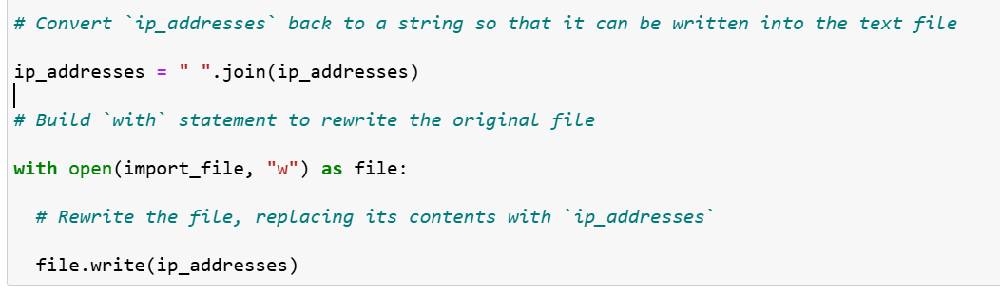 # Convert `ip_addresses` back to a string so that it can be written into the text file
ip_addresses = " ".join(ip_addresses)
# Build `with` statement to rewrite the original file
with open(import_file, "w") as file:
# Rewrite the file, replacing its contents with `ip_addresses`
file.write(ip_addresses)